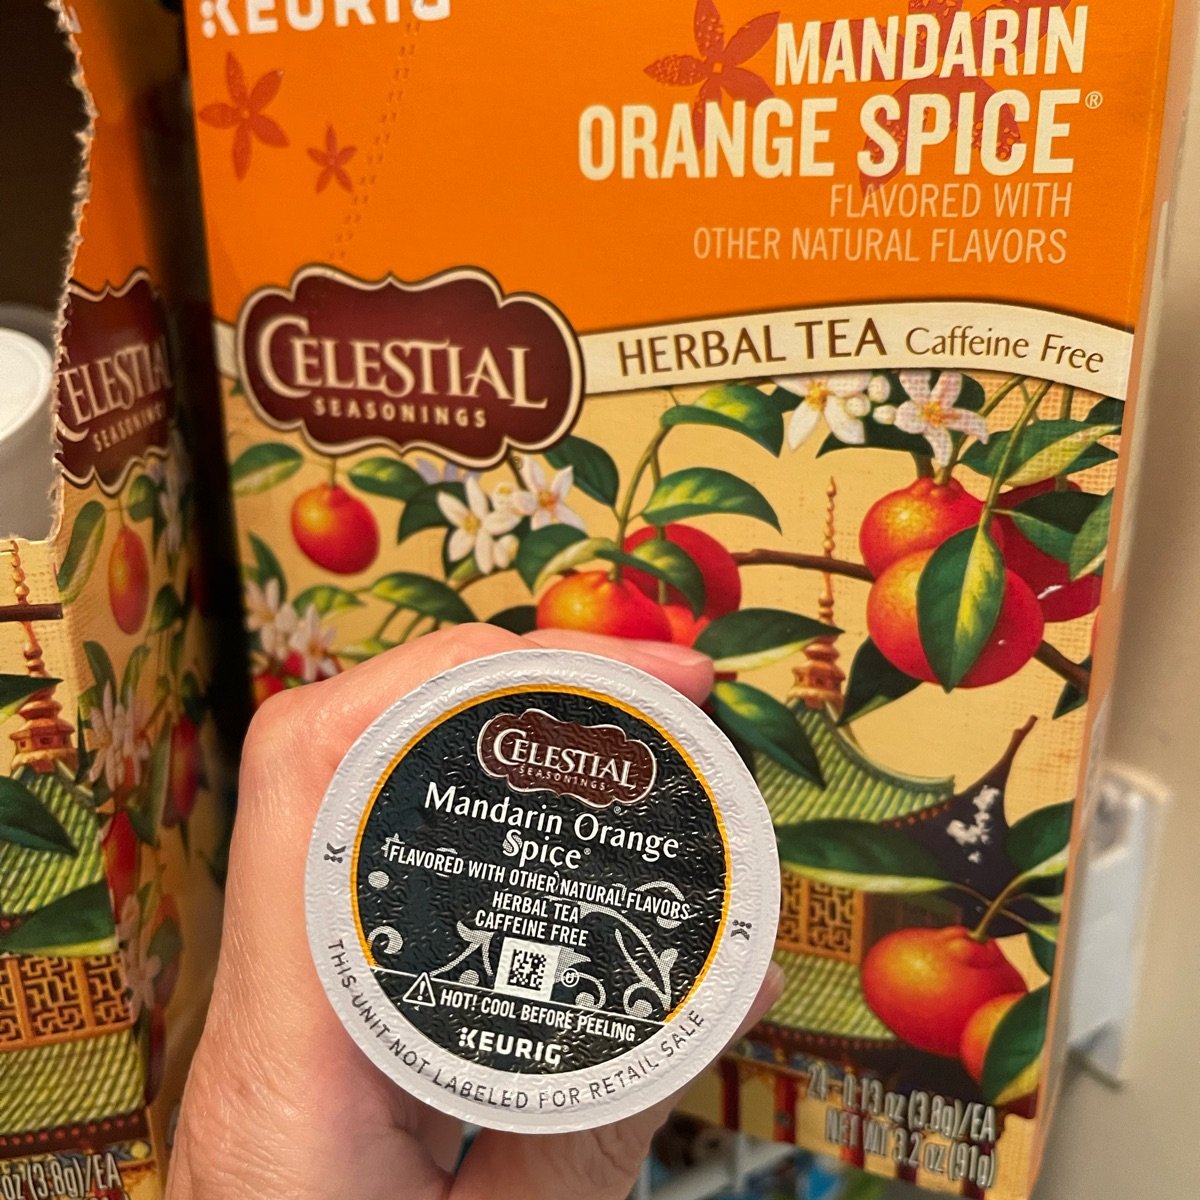 KEURIG
MANDARIN
ORANGE SPICE®
FLAVORED WITH
OTHER NATURAL FLAVORS
CELESTIAL
SEASONINGS
HERBAL TEA Caffeine Free
ELESTIA
SEASONINGS
CELESTIAL
SEASONINGS®
Mandarin Orange
Spice®
FLAVORED WITH OTHER NATURAL FLAVORS
HERBAL TEA
CAFFEINE FREE
HOT! COOL BEFORE PEELING
KEURIG®
THIS UNIT NOT LABELED FOR RETAIL SALE
24 - 0.13 oz (3.8g)/EA
NET WT 3.2 oz (91g)
oz (3.8g)/EA